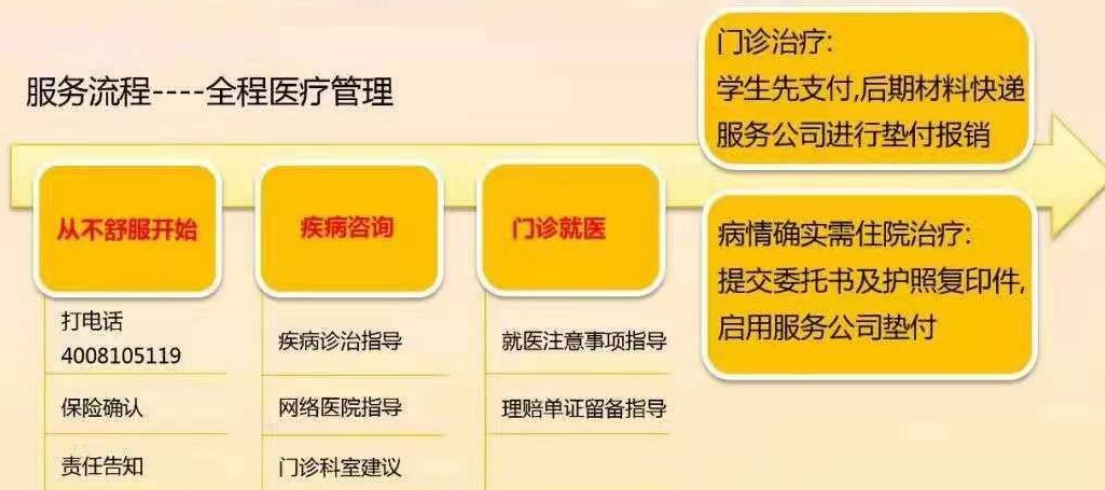 服务流程----全程医疗管理
从不舒服开始
打电话
4008105119
保险确认
责任告知
疾病咨询
疾病诊治指导
网络医院指导
门诊科室建议
门诊就医
就医注意事项指导
理赔单证留备指导
门诊治疗:
学生先支付,后期材料快递
服务公司进行垫付报销
病情确实需住院治疗:
提交委托书及护照复印件,
启用服务公司垫付